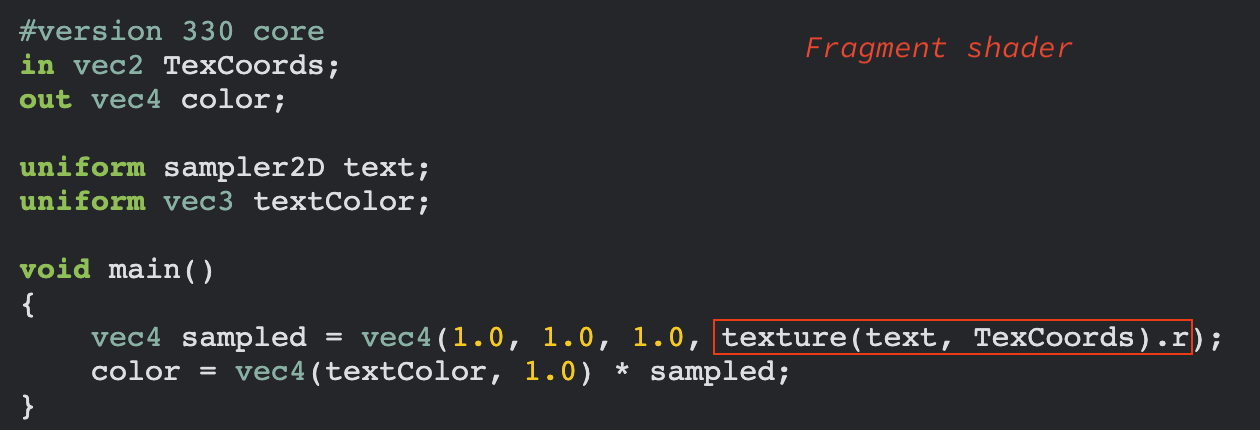 #version 330 core
Fragment shader
in vec2 TexCoords;
out vec4 color;
uniform sampler2D text;
uniform vec3 textColor;
void main()
{
    vec4 sampled = vec4(1.0, 1.0, 1.0, texture(text, TexCoords).r);
    color = vec4(textColor, 1.0) * sampled;
}